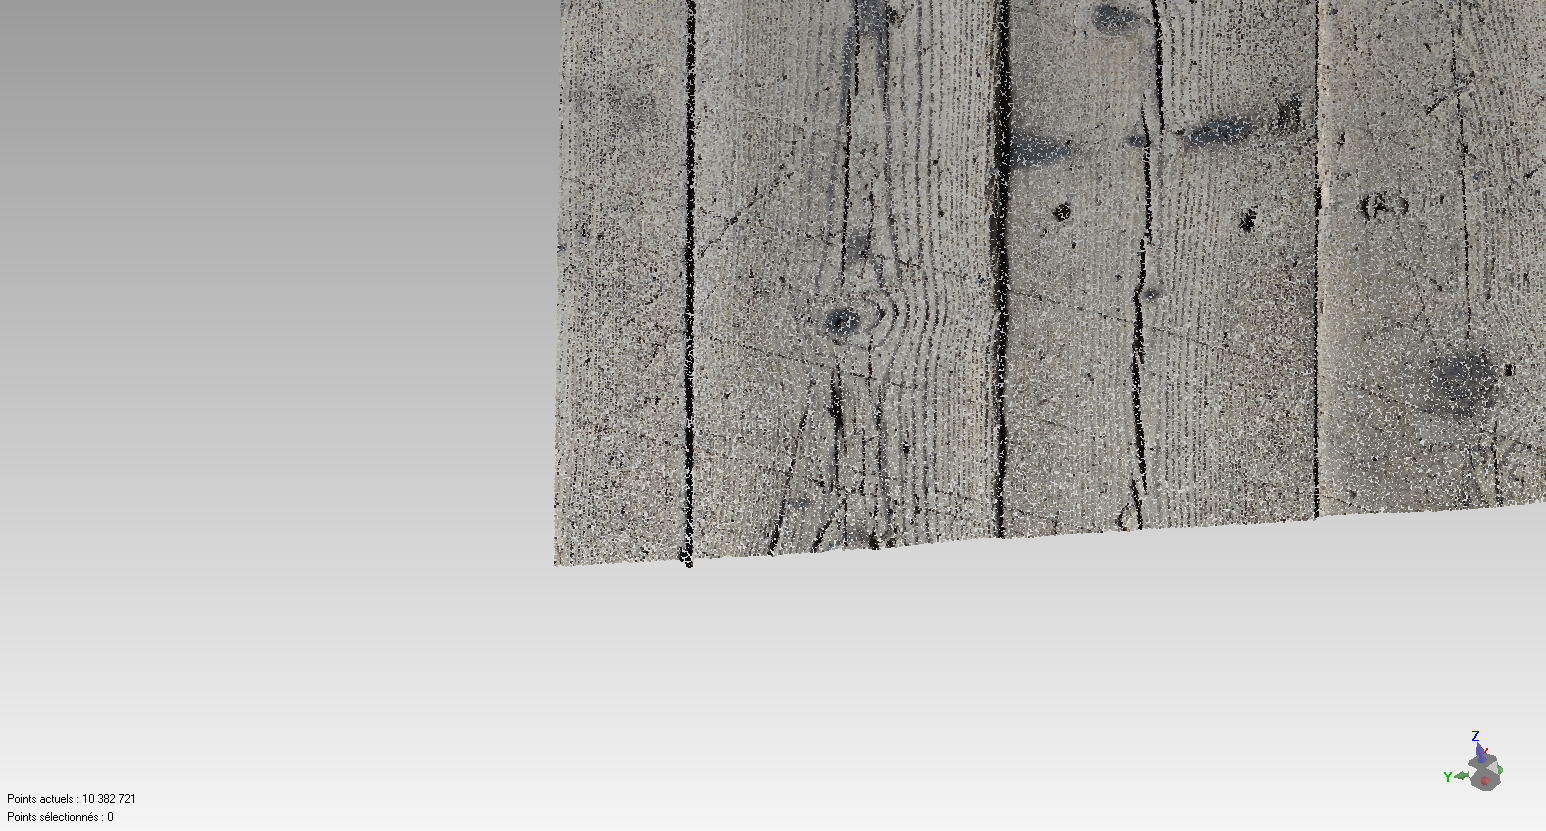 (A)
Z
Y
Points actuels : 10 382 721
Points sélectionnés : 0